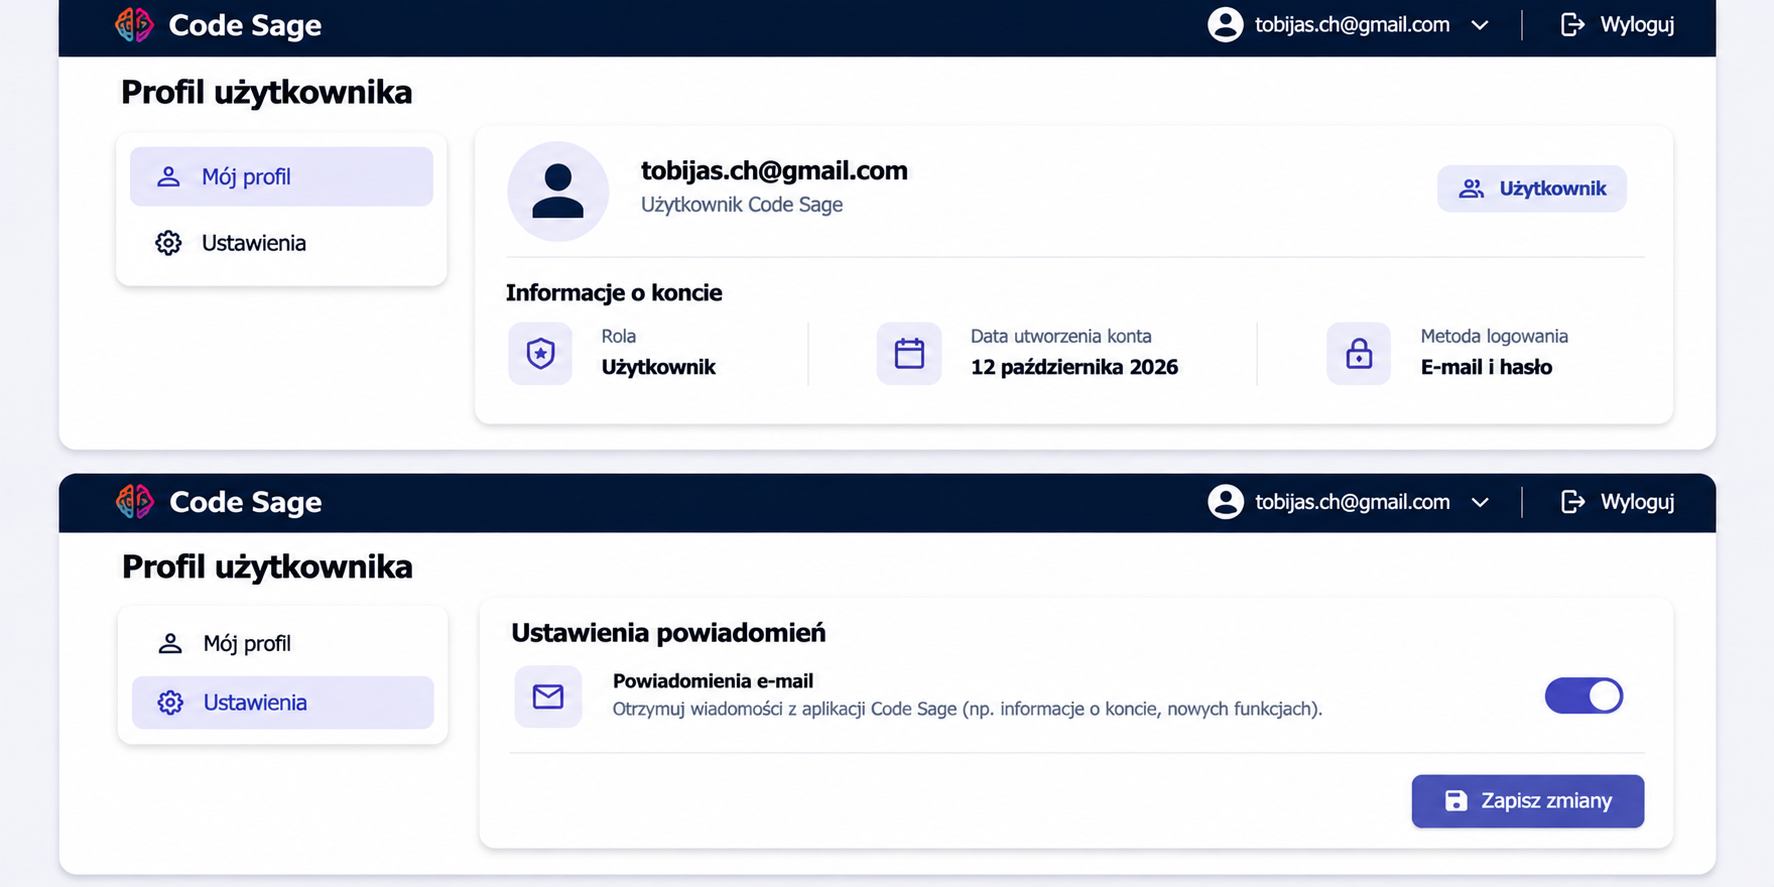 Code Sage
tobijas.ch@gmail.com
Wyloguj
Profil użytkownika
Mój profil
Ustawienia
tobijas.ch@gmail.com
Użytkownik Code Sage
Użytkownik
Informacje o koncie
Rola
Użytkownik
Data utworzenia konta
12 października 2026
Metoda logowania
E-mail i hasło
Code Sage
tobijas.ch@gmail.com
Wyloguj
Profil użytkownika
Mój profil
Ustawienia
Ustawienia powiadomień
Powiadomienia e-mail
Otrzymuj wiadomości z aplikacji Code Sage (np. informacje o koncie, nowych funkcjach).
Zapisz zmiany